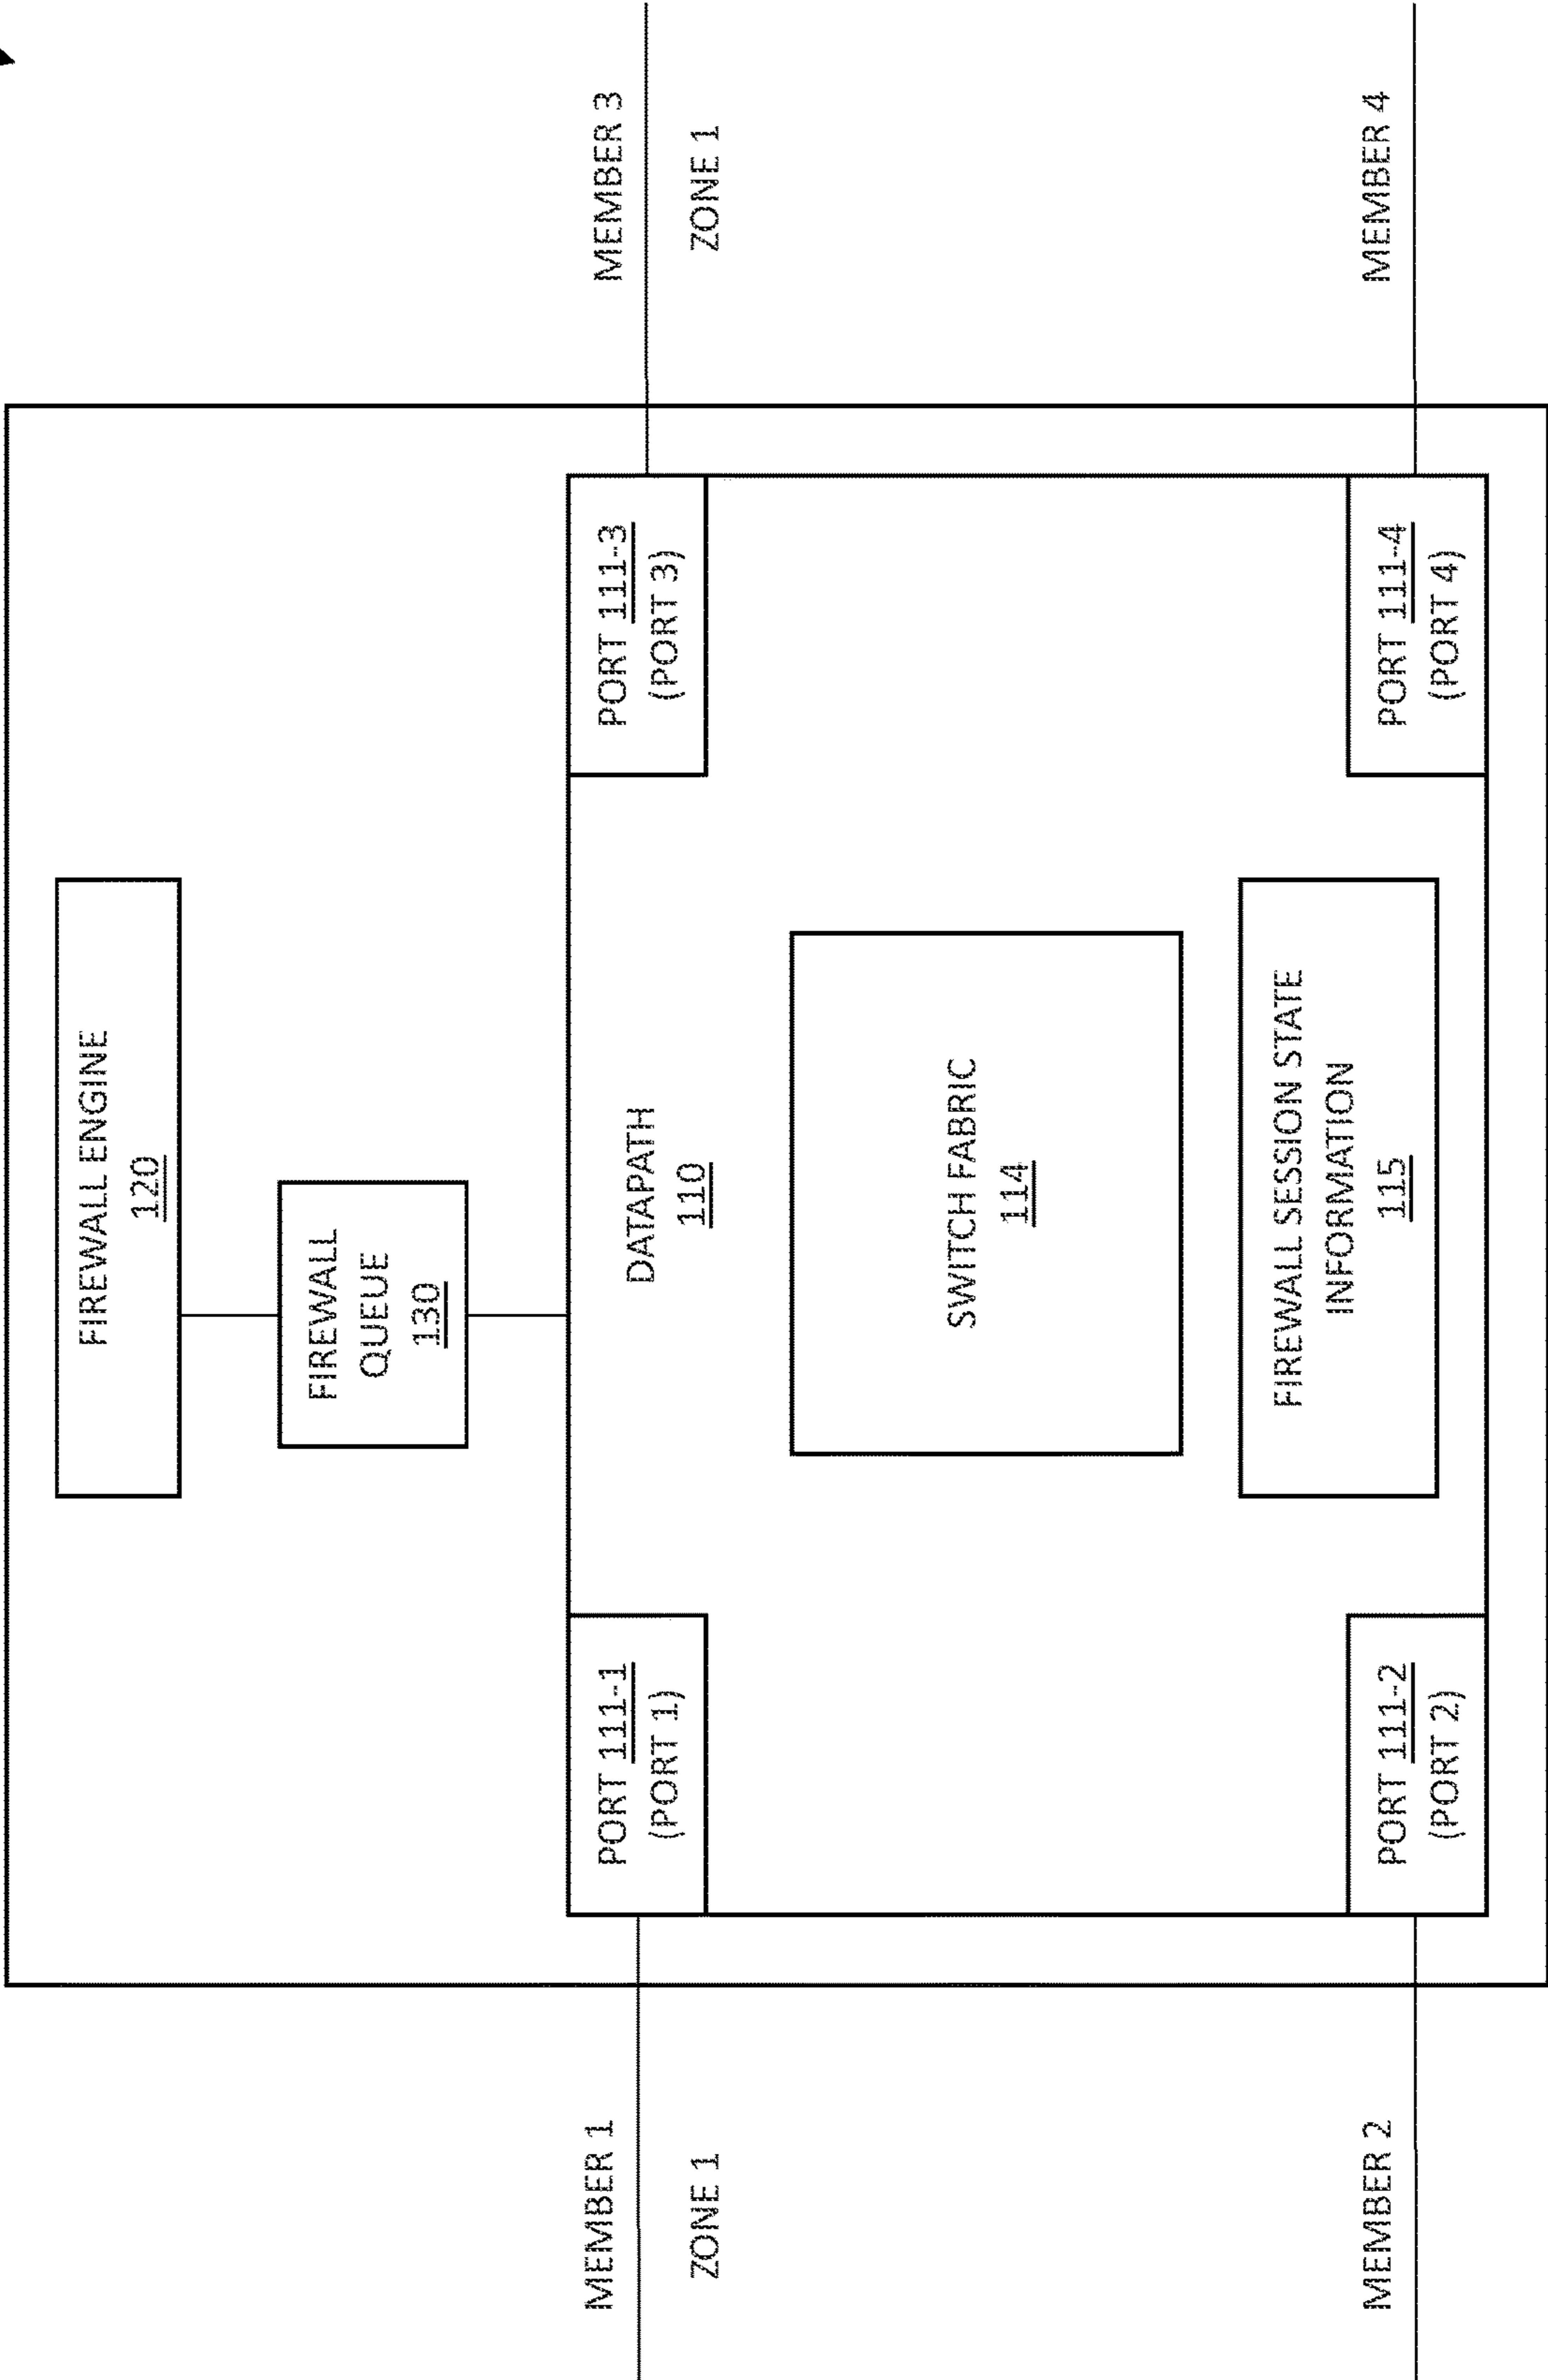 FIREWALL ENGINE
120
FIREWALL
QUEUE
130
MEMBER 1
ZONE 1
PORT 111-1
(PORT 1)
DATAPATH
110
PORT 111-3
(PORT 3)
MEMBER 3
ZONE 1
SWITCH FABRIC
114
MEMBER 2
PORT 111-2
(PORT 2)
FIREWALL SESSION STATE
INFORMATION
115
PORT 111-4
(PORT 4)
MEMBER 4